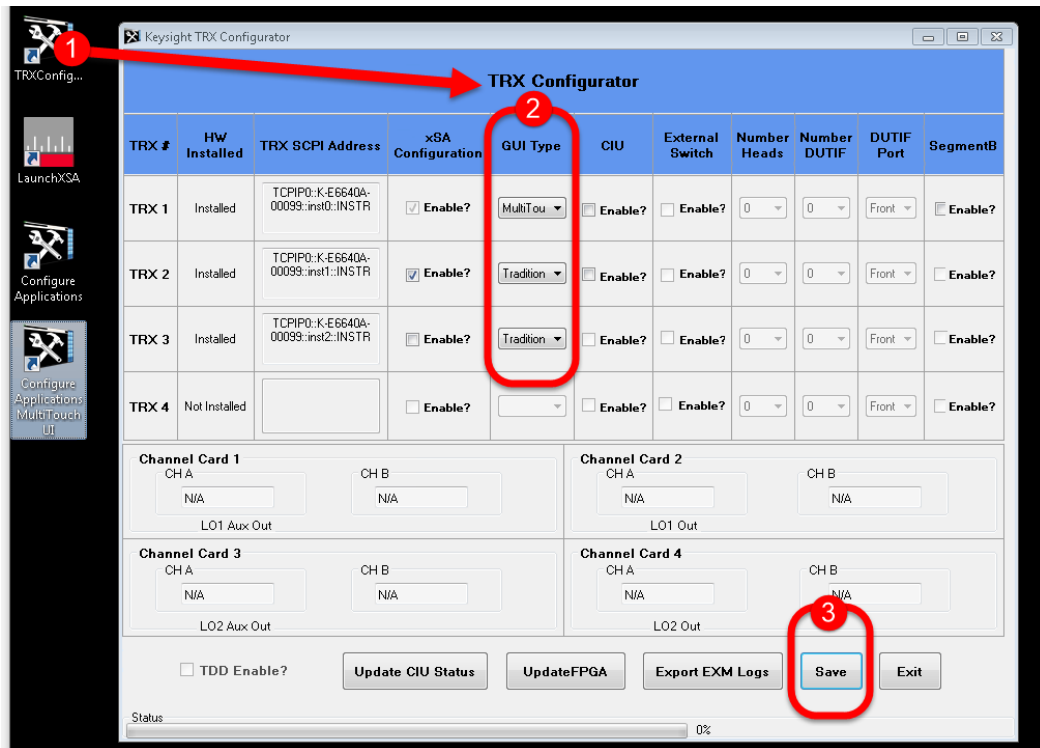 1
TRXConfig...
LaunchXSA
Configure
Applications
Configure
Applications
MultiTouch
UI
Keysight TRX Configurator
TRX Configurator
2
TRX # HW Installed TRX SCPI Address xSA Configuration GUI Type CIU External Switch Number Heads Number DUTIF DUTIF Port SegmentB
TRX 1 Installed TCPIP0::K-E6640A-00099::inst0::INSTR Enable? MultiTou Enable? Enable? 0 0 Front Enable?
TRX 2 Installed TCPIP0::K-E6640A-00099::inst1::INSTR Enable? Tradition Enable? Enable? 0 0 Front Enable?
TRX 3 Installed TCPIP0::K-E6640A-00099::inst2::INSTR Enable? Tradition Enable? Enable? 0 0 Front Enable?
TRX 4 Not Installed Enable? Enable? Enable? 0 0 Front Enable?
Channel Card 1
CH A CH B
N/A N/A
LO1 Aux Out
Channel Card 2
CH A CH B
N/A N/A
LO1 Out
Channel Card 3
CH A CH B
N/A N/A
LO2 Aux Out
Channel Card 4
CH A CH B
N/A N/A
LO2 Out
3
TDD Enable? Update CIU Status UpdateFPGA Export EXM Logs Save Exit
Status
0%